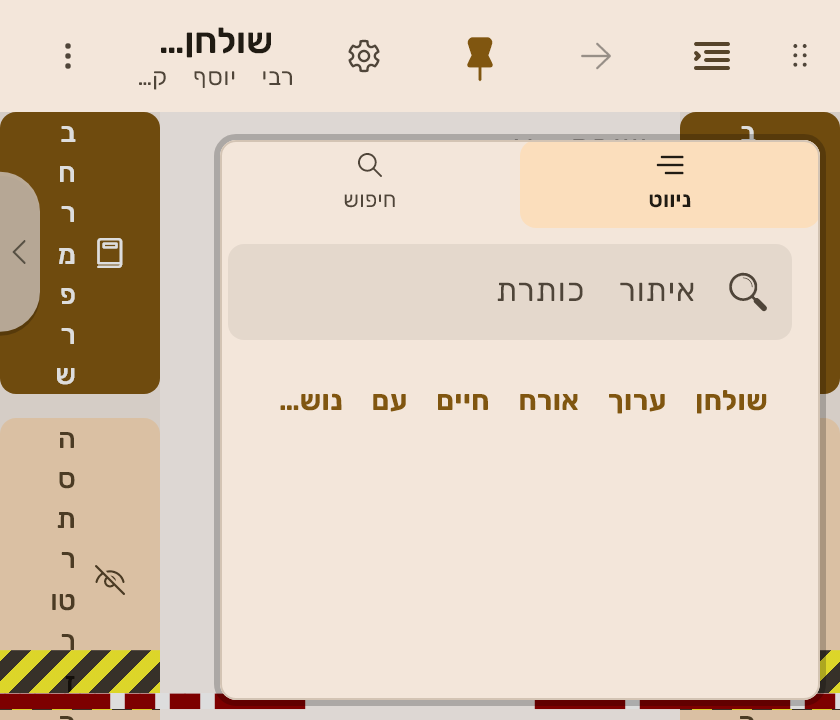 שולחן...
רבי יוסף ק...
ניווט
חיפוש
איתור כותרת
שולחן ערוך אורח חיים עם נוש...
ב
ח
ר
מ
פ
ר
ש
ה
ס
ת
ר
טו